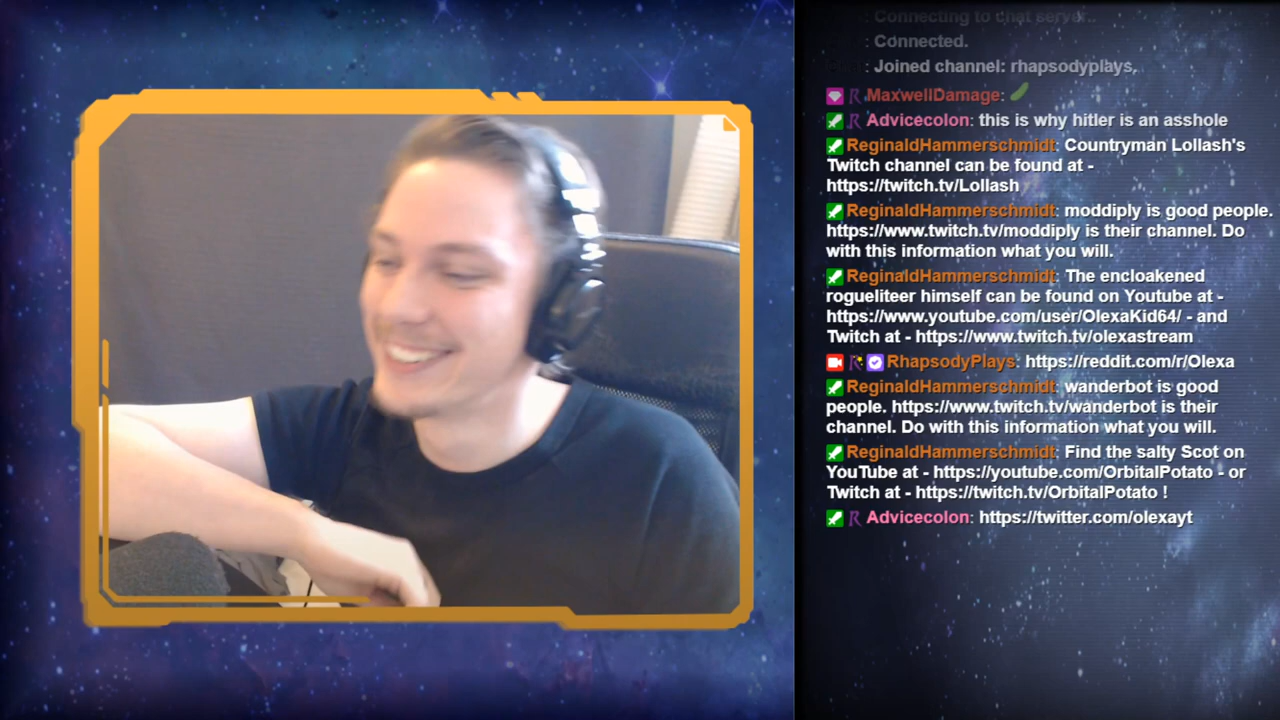 : Connecting to chat server..
: Connected.
: Joined channel: rhapsodyplays,
MaxwellDamage:
Advicecolon: this is why hitler is an asshole
ReginaldHammerschmidt: Countryman Lollash's
Twitch channel can be found at -
https://twitch.tv/Lollash
ReginaldHammerschmidt: moddiply is good people.
https://www.twitch.tv/moddiply is their channel. Do
with this information what you will.
ReginaldHammerschmidt: The encloakened
rogueliteer himself can be found on Youtube at -
https://www.youtube.com/user/OlexaKid64/ - and
Twitch at - https://www.twitch.tv/olexastream
RhapsodyPlays: https://reddit.com/r/Olexa
ReginaldHammerschmidt: wanderbot is good
people. https://www.twitch.tv/wanderbot is their
channel. Do with this information what you will.
ReginaldHammerschmidt: Find the salty Scot on
YouTube at - https://youtube.com/OrbitalPotato - or
Twitch at - https://twitch.tv/OrbitalPotato !
Advicecolon: https://twitter.com/olexayt